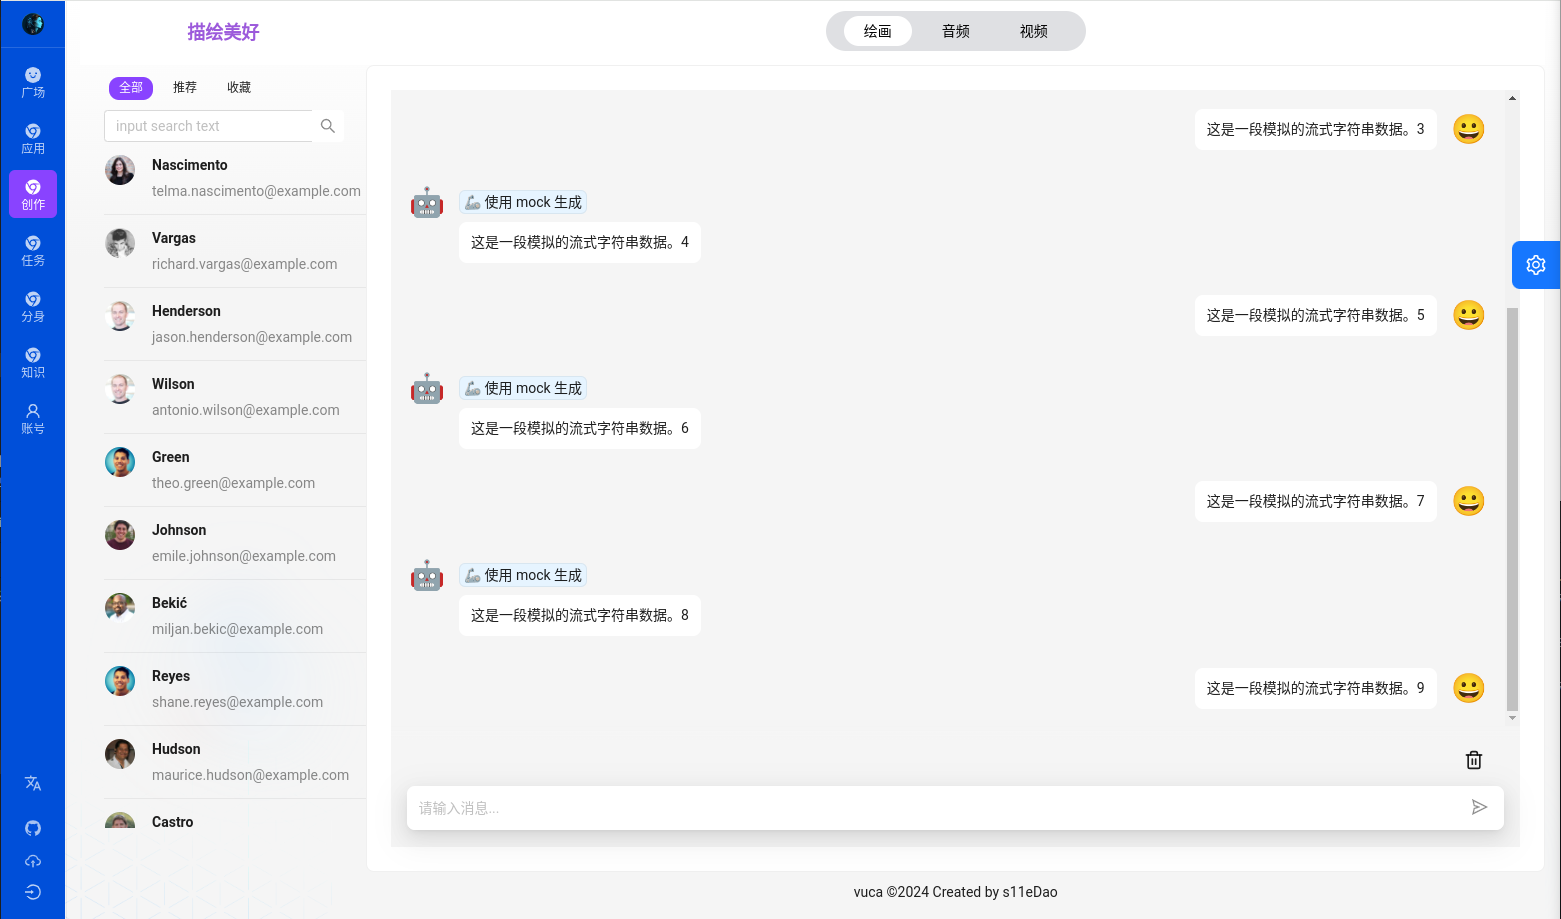 描绘美好
绘画 音频 视频
广场
应用
创作
任务
分身
知识
账号
全部 推荐 收藏
input search text
Nascimento
telma.nascimento@example.com
Vargas
richard.vargas@example.com
Henderson
jason.henderson@example.com
Wilson
antonio.wilson@example.com
Green
theo.green@example.com
Johnson
emile.johnson@example.com
Bekić
miljan.bekic@example.com
Reyes
shane.reyes@example.com
Hudson
maurice.hudson@example.com
Castro
这是一段模拟的流式字符串数据。3
使用 mock 生成
这是一段模拟的流式字符串数据。4
这是一段模拟的流式字符串数据。5
使用 mock 生成
这是一段模拟的流式字符串数据。6
这是一段模拟的流式字符串数据。7
使用 mock 生成
这是一段模拟的流式字符串数据。8
这是一段模拟的流式字符串数据。9
请输入消息...
vuca ©2024 Created by s11eDao